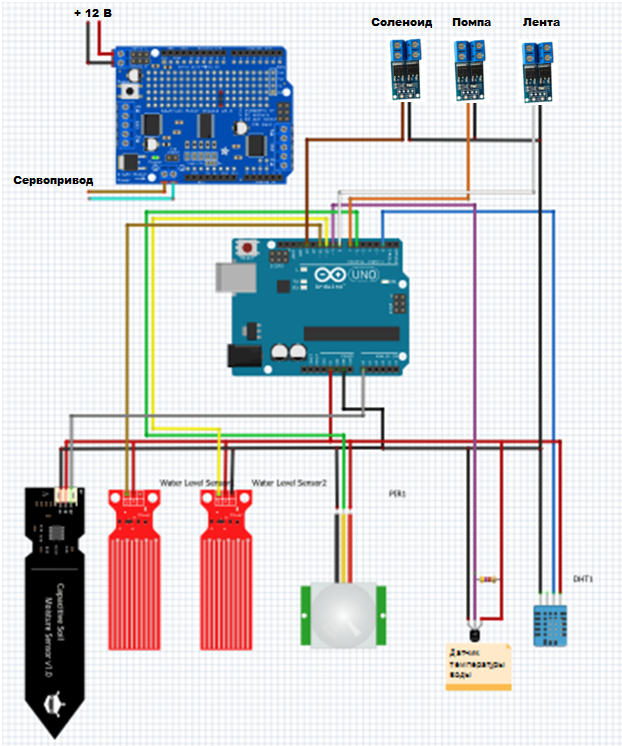 + 12 В
Соленоид
Помпа
Лента
Сервопривод
UNO
Water Level Sensor1
Water Level Sensor2
PIR1
DHT1
Capacitive Soil
Moisture Sensor v1.0
Датчик
температуры
воды